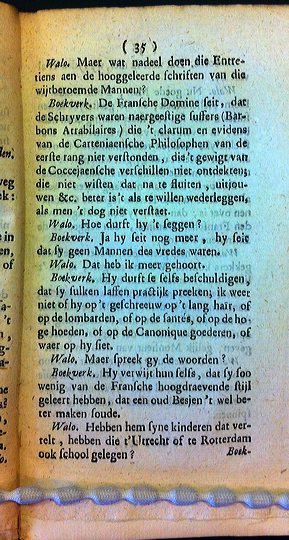 ( 35 )
Walo. Maer wat nadeel doen die Entre-
tiens aen de hooggeleerde schriften van die
wijtberoemde Mannen?
Boekverk. De Fransche Domine seit, dat
de Schryvers waren naergeestige suffers (Bar-
bons Attrabilaires) die 't clarum en evidens
van de Carteniaensche Philosophen van de
eerste rang niet verstonden, die 't gewigt van
de Coccejaensche verschillen niet ontdekten;
die niet wisten dat na te sluiten, uitjou-
wen &c. beter is 't als te willen wederleggen,
als men 't dog niet verstaet.
Walo. Hoe durft hy 't seggen?
Boekverk. Ja hy seit nog meer, hy seie
dat sy geen Mannen des vredes waren.
Walo. Dat heb ik meer gehoort.
Boekverk. Hy durft se selfs beschuldigen,
dat sy sulken laffen praktijk preeken; ik weet
niet of hy op 't geschreeuw op 't lang hair, of
op de lombarden, of op de santés, of op de ho-
ge hoeden, of op de Canonique goederen, of
waer op hy siet.
Walo. Maer spreek gy de woorden?
Boekverk. Hy verwijt hun selfs, dat sy soo
wenig van de Fransche hoogdraevende stijl
geleert hebben, dat een oud Besjen 't wel be-
ter maken soude.
Walo. Hebben hem syne kinderen dat ver-
telt, hebben die t'Utrecht of te Rotterdam
ook school gelegen?
Boek-